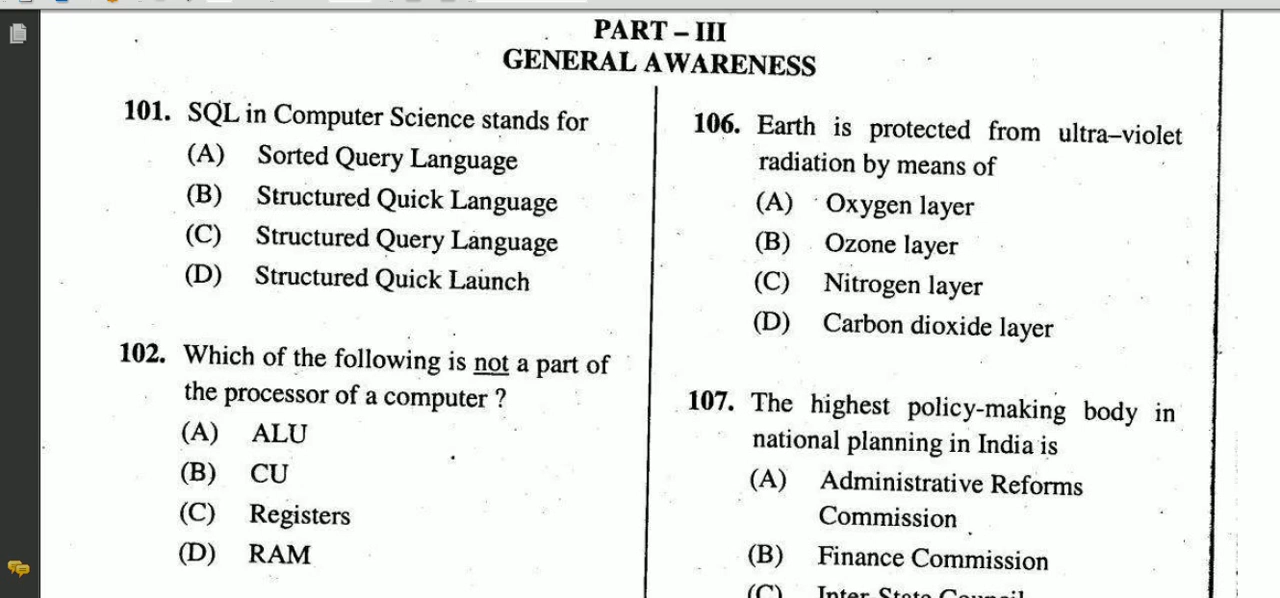 PART – III
GENERAL AWARENESS
101. SQL in Computer Science stands for
(A) Sorted Query Language
(B) Structured Quick Language
(C) Structured Query Language
(D) Structured Quick Launch
102. Which of the following is not a part of
the processor of a computer ?
(A) ALU
(B) CU
(C) Registers
(D) RAM
106. Earth is protected from ultra–violet
radiation by means of
(A) Oxygen layer
(B) Ozone layer
(C) Nitrogen layer
(D) Carbon dioxide layer
107. The highest policy-making body in
national planning in India is
(A) Administrative Reforms
Commission
(B) Finance Commission
(C) Inter State Council